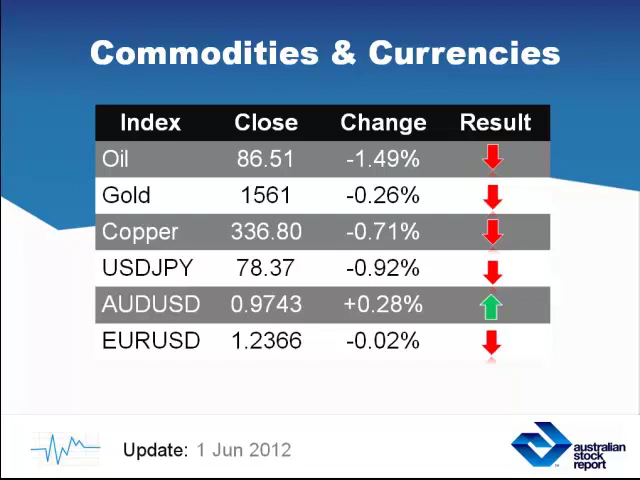 Commodities & Currencies
Index Close Change Result
Oil 86.51 -1.49%
Gold 1561 -0.26%
Copper 336.80 -0.71%
USDJPY 78.37 -0.92%
AUDUSD 0.9743 +0.28%
EURUSD 1.2366 -0.02%
Update: 1 Jun 2012
australian
stock
report